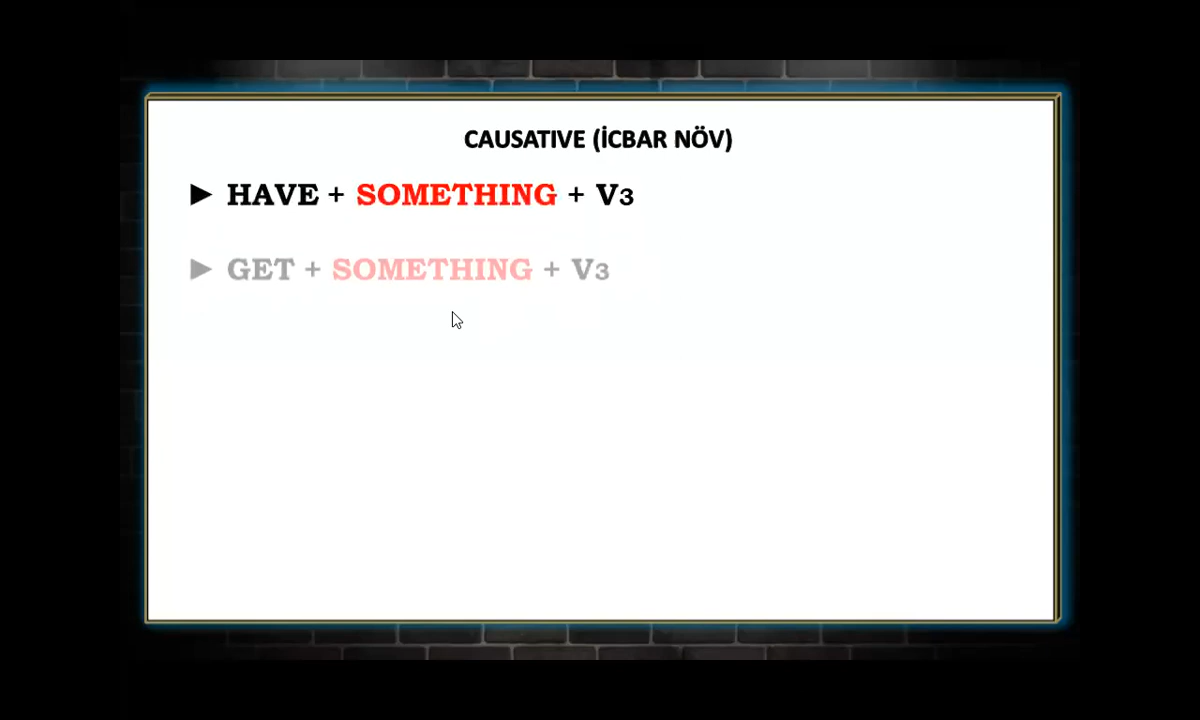 CAUSATIVE (İCBAR NÖV)
► HAVE + SOMETHING + V3
► GET + SOMETHING + V3